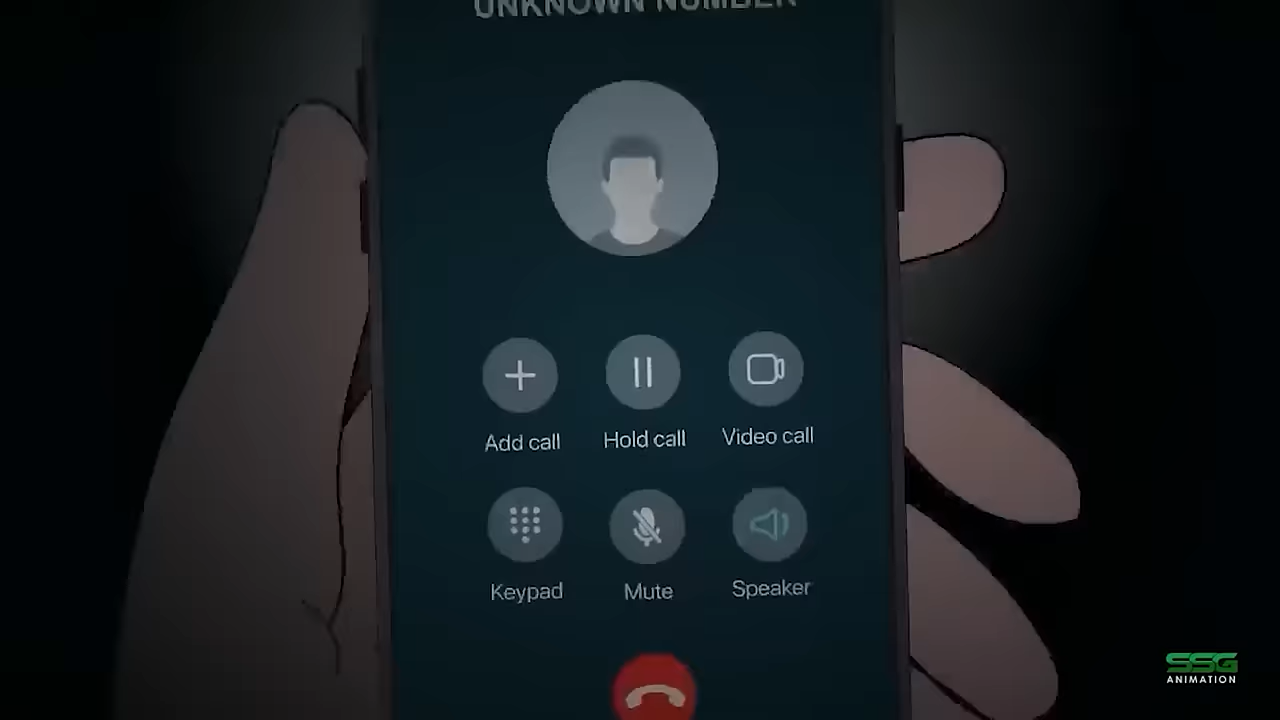 UNKNOWN NUMBER
Add call
Hold call
Video call
Keypad
Mute
Speaker
SSG
ANIMATION